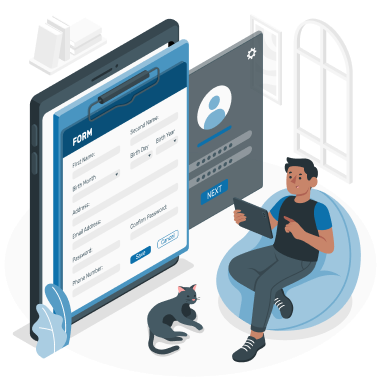 FORM
First Name:
Second Name:
Birth Month
Birth Day
Birth Year
Address:
Email Address:
Password:
Confirm Password:
Phone Number:
Save
Cancel
NEXT